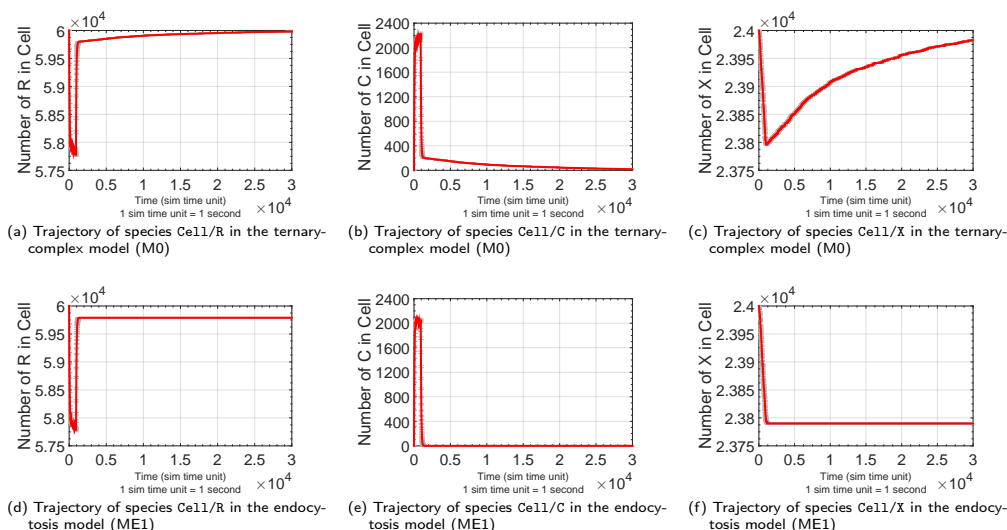 ×10⁴
Number of R in Cell
6
5.95
5.9
5.85
5.8
5.75
0 0.5 1 1.5 2 2.5 3
Time (sim time unit)
1 sim time unit = 1 second
×10⁴
(a) Trajectory of species Cell/R in the ternary-
complex model (M0)
Number of C in Cell
2400
2000
1600
1200
800
400
0
0 0.5 1 1.5 2 2.5 3
Time (sim time unit)
1 sim time unit = 1 second
×10⁴
(b) Trajectory of species Cell/C in the ternary-
complex model (M0)
×10⁴
Number of X in Cell
2.4
2.395
2.39
2.385
2.38
2.375
0 0.5 1 1.5 2 2.5 3
Time (sim time unit)
1 sim time unit = 1 second
×10⁴
(c) Trajectory of species Cell/X in the ternary-
complex model (M0)
×10⁴
Number of R in Cell
6
5.95
5.9
5.85
5.8
5.75
0 0.5 1 1.5 2 2.5 3
Time (sim time unit)
1 sim time unit = 1 second
×10⁴
(d) Trajectory of species Cell/R in the endocy-
tosis model (ME1)
Number of C in Cell
2400
2000
1600
1200
800
400
0
0 0.5 1 1.5 2 2.5 3
Time (sim time unit)
1 sim time unit = 1 second
×10⁴
(e) Trajectory of species Cell/C in the endocy-
tosis model (ME1)
×10⁴
Number of X in Cell
2.4
2.395
2.39
2.385
2.38
2.375
0 0.5 1 1.5 2 2.5 3
Time (sim time unit)
1 sim time unit = 1 second
×10⁴
(f) Trajectory of species Cell/X in the endocy-
tosis model (ME1)